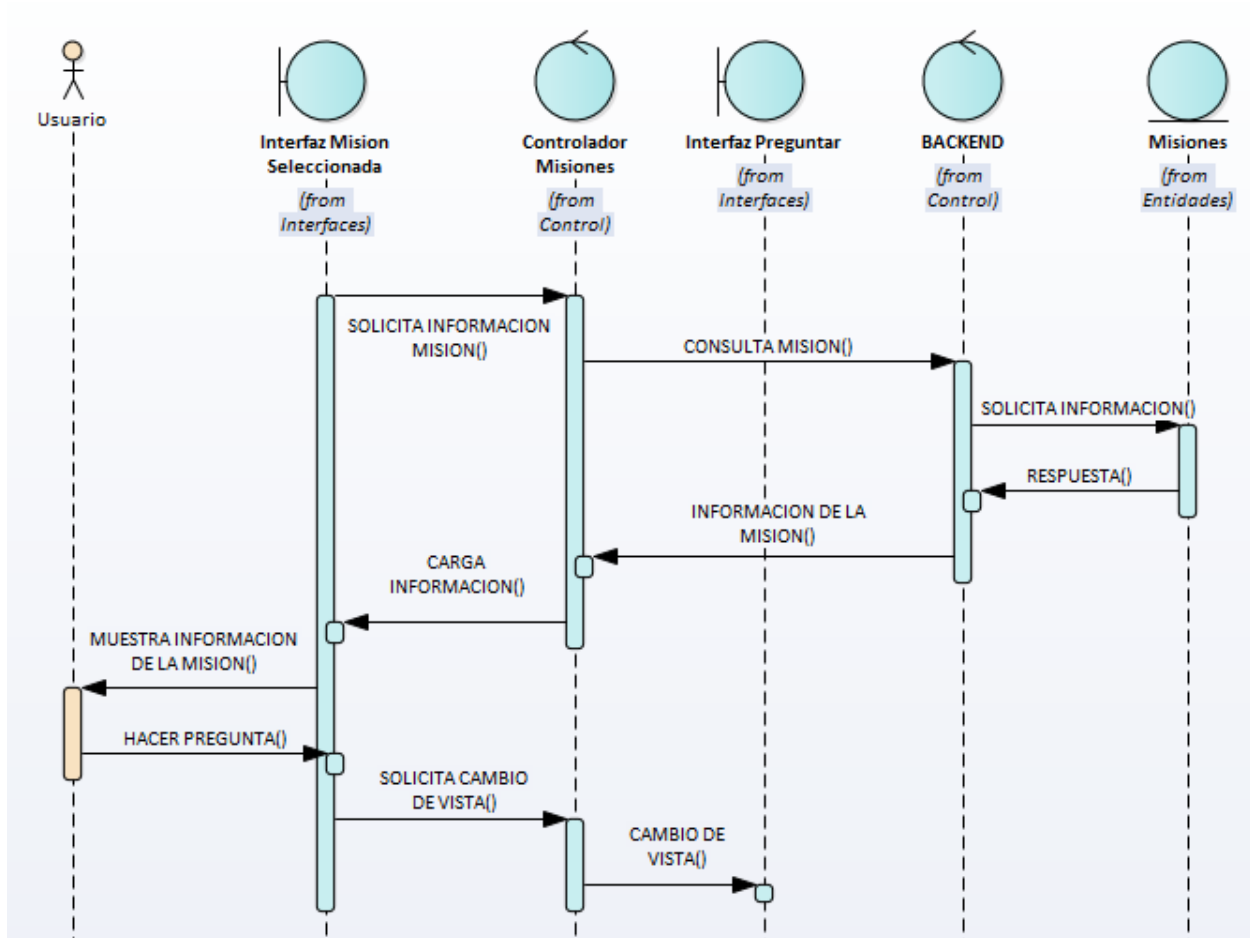 Usuario
Interfaz Mision
Seleccionada
(from
Interfaces)
Controlador
Misiones
(from
Control)
Interfaz Preguntar
(from
Interfaces)
BACKEND
(from
Control)
Misiones
(from
Entidades)
SOLICITA INFORMACION
MISION()
CONSULTA MISION()
SOLICITA INFORMACION()
RESPUESTA()
INFORMACION DE LA
MISION()
CARGA
INFORMACION()
MUESTRA INFORMACION
DE LA MISION()
HACER PREGUNTA()
SOLICITA CAMBIO
DE VISTA()
CAMBIO DE
VISTA()